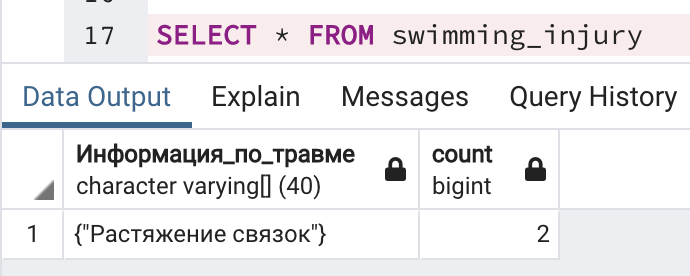 17 SELECT * FROM swimming_injury
Data Output Explain Messages Query History
Информация_по_травме count
character varying[] (40) bigint
1 {"Растяжение связок"} 2